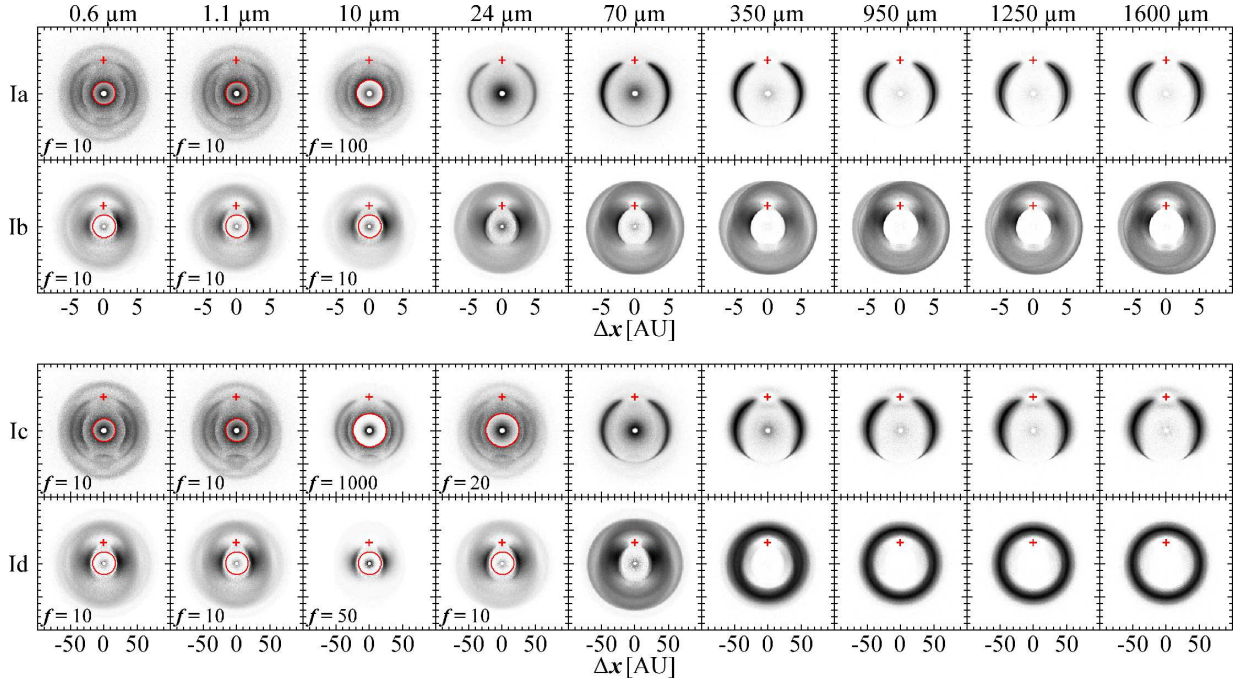 0.6 µm 1.1 µm 10 µm 24 µm 70 µm 350 µm 950 µm 1250 µm 1600 µm
Ia
f = 10 f = 10 f = 100
Ib
f = 10 f = 10 f = 10
-5 0 5 -5 0 5 -5 0 5 -5 0 5 -5 0 5 -5 0 5 -5 0 5 -5 0 5 -5 0 5
Δx [AU]
Ic
f = 10 f = 10 f = 1000 f = 20
Id
f = 10 f = 10 f = 50 f = 10
-50 0 50 -50 0 50 -50 0 50 -50 0 50 -50 0 50 -50 0 50 -50 0 50 -50 0 50 -50 0 50
Δx [AU]